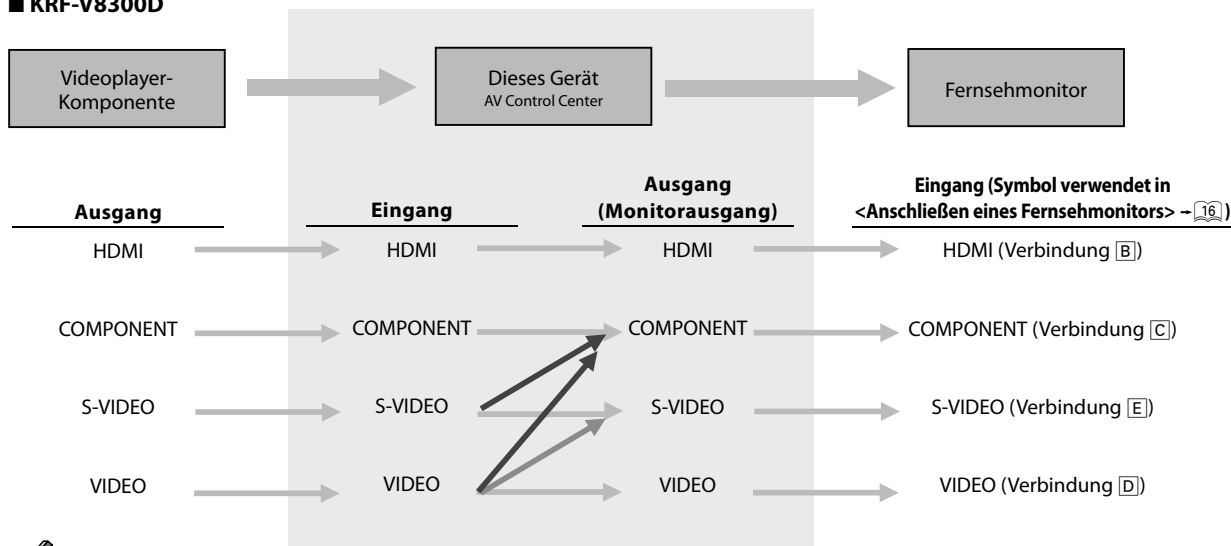 ■ KRF-V8300D
Videoplayer-
Komponente
Dieses Gerät
AV Control Center
Fernsehmonitor
Ausgang
Eingang
Ausgang
(Monitorausgang)
Eingang (Symbol verwendet in
<Anschließen eines Fernsehmonitors> →16)
HDMI
HDMI
HDMI
HDMI (Verbindung B)
COMPONENT
COMPONENT
COMPONENT
COMPONENT (Verbindung C)
S-VIDEO
S-VIDEO
S-VIDEO
S-VIDEO (Verbindung E)
VIDEO
VIDEO
VIDEO
VIDEO (Verbindung D)